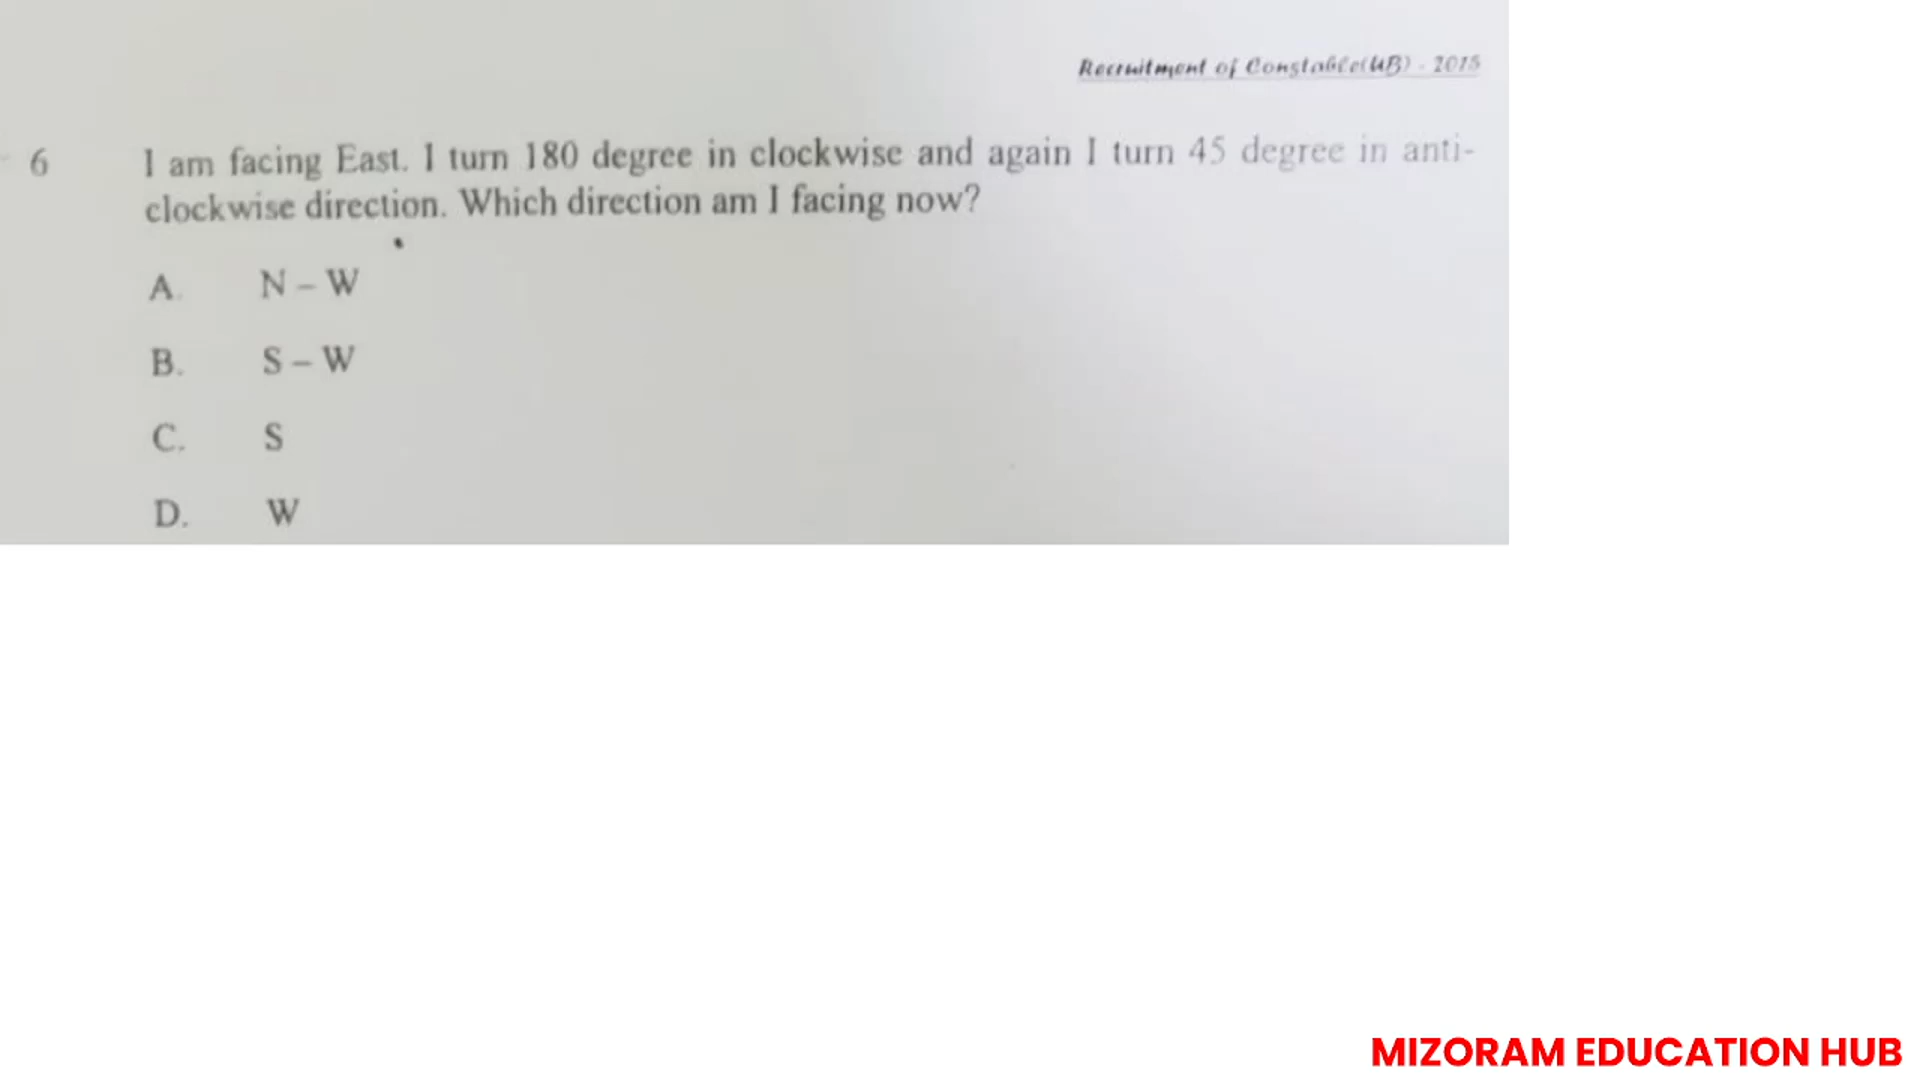 Recruitment of Constable(UB) - 2015
6 I am facing East. I turn 180 degree in clockwise and again I turn 45 degree in anti-
clockwise direction. Which direction am I facing now?
A. N – W
B. S – W
C. S
D. W
MIZORAM EDUCATION HUB